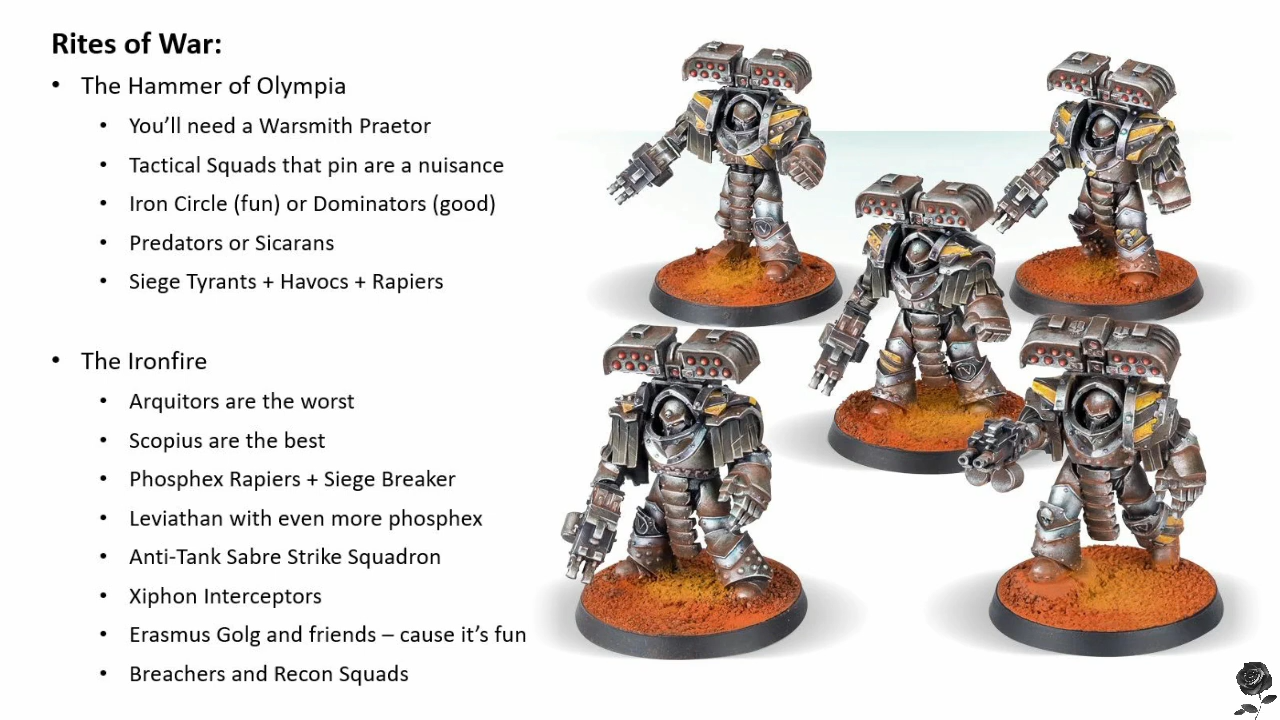 Rites of War:
• The Hammer of Olympia
• You’ll need a Warsmith Praetor
• Tactical Squads that pin are a nuisance
• Iron Circle (fun) or Dominators (good)
• Predators or Sicarans
• Siege Tyrants + Havocs + Rapiers
• The Ironfire
• Arquitors are the worst
• Scopius are the best
• Phosphex Rapiers + Siege Breaker
• Leviathan with even more phosphex
• Anti-Tank Sabre Strike Squadron
• Xiphon Interceptors
• Erasmus Golg and friends – cause it’s fun
• Breachers and Recon Squads